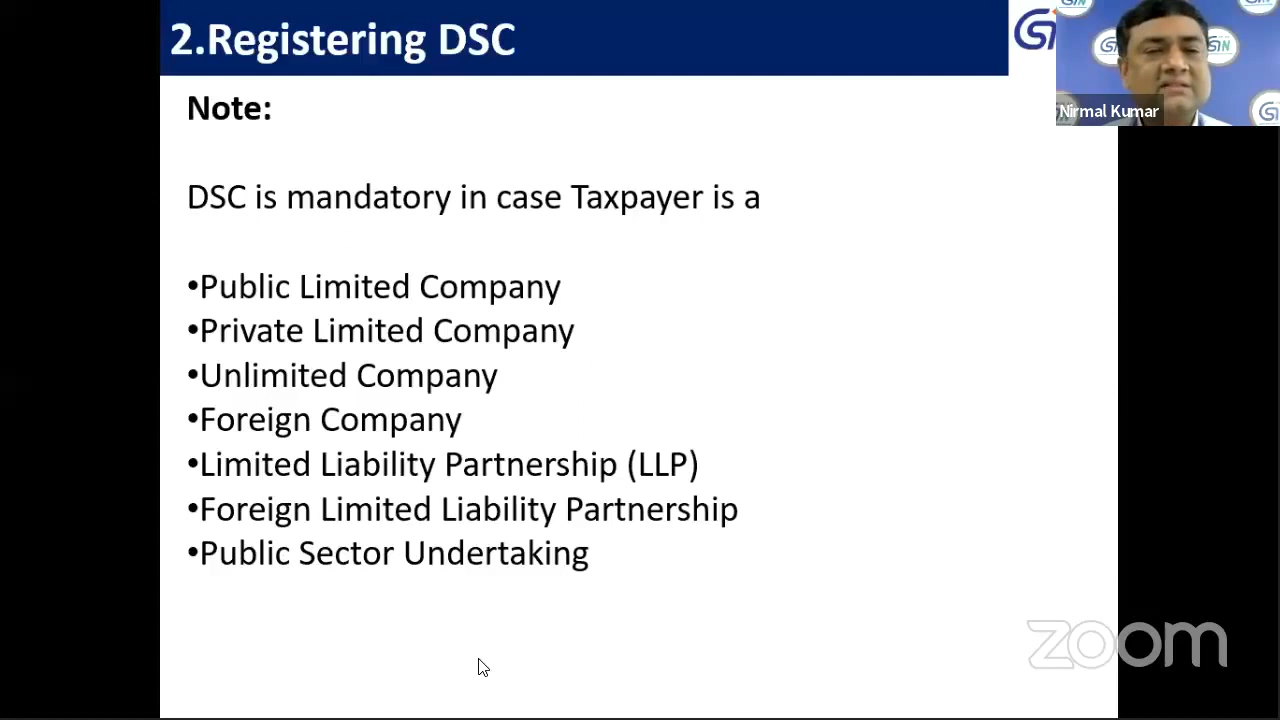 2.Registering DSC
Nirmal Kumar
Note:
DSC is mandatory in case Taxpayer is a
•Public Limited Company
•Private Limited Company
•Unlimited Company
•Foreign Company
•Limited Liability Partnership (LLP)
•Foreign Limited Liability Partnership
•Public Sector Undertaking
zoom